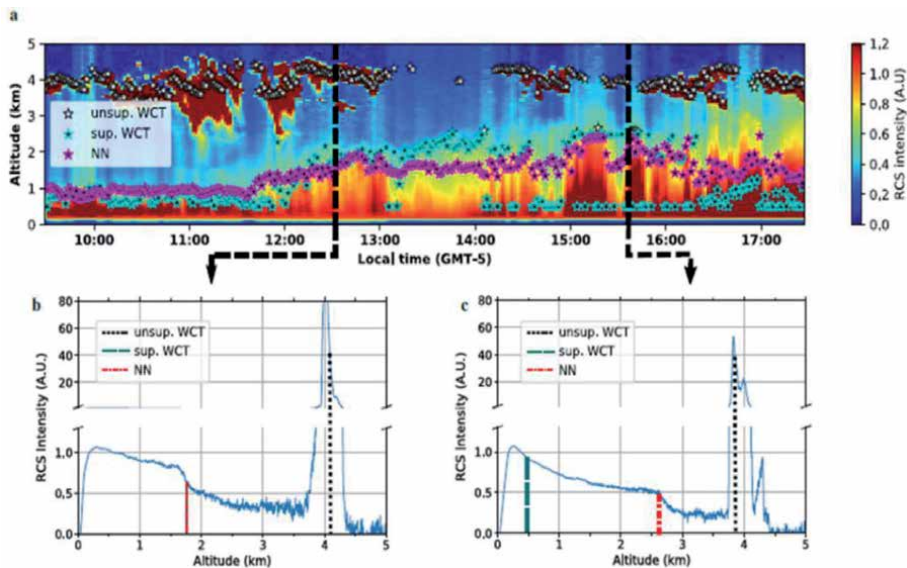 a
5
4
3
2
1
0
Altitude (km)
unsup. WCT
sup. WCT
NN
10:00 11:00 12:00 13:00 14:00 15:00 16:00 17:00
Local time (GMT-5)
1.2
1.0
0.8
0.6
0.4
0.2
0.0
RCS intensity (A.U)
b
80
60
40
20
1.0
0.5
0.0
RCS intensity (A.U.)
unsup. WCT
sup. WCT
NN
0 1 2 3 4 5
Altitude (km)
c
80
60
40
20
1.0
0.5
0.0
RCS intensity (A.U.)
unsup. WCT
sup. WCT
NN
0 1 2 3 4 5
Altitude (km)